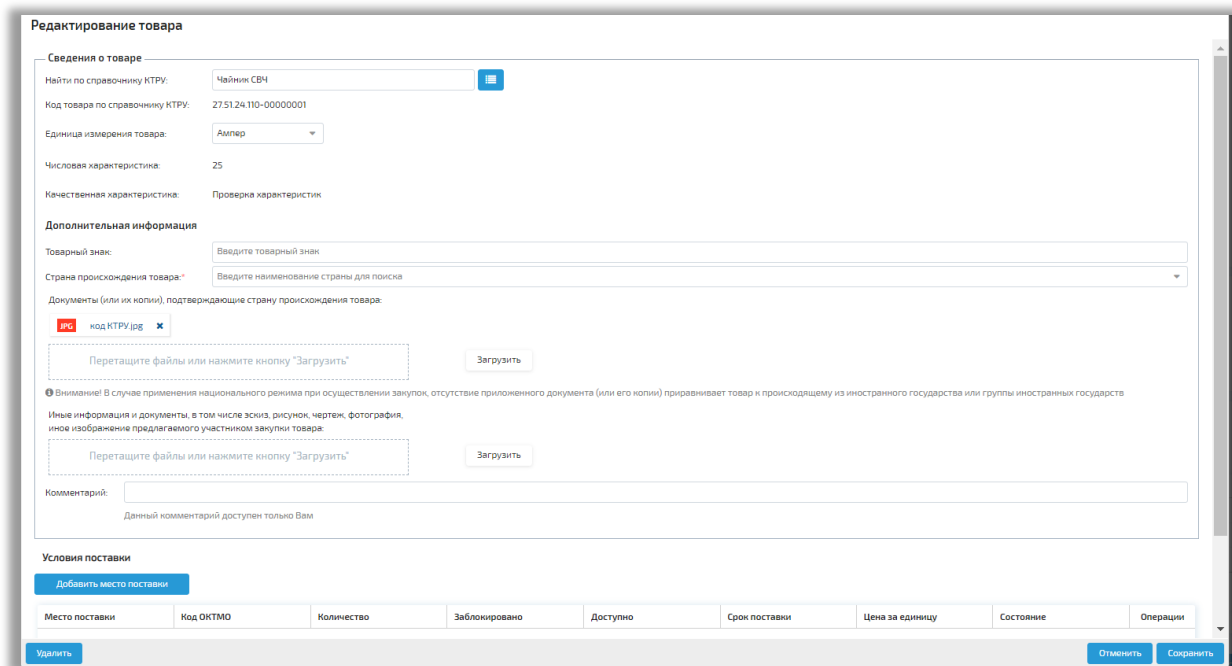 Редактирование товара
Сведения о товаре
Найти по справочнику КТРУ: Чайник СВЧ
Код товара по справочнику КТРУ: 27.51.24.110-00000001
Единица измерения товара: Ампер
Числовая характеристика: 25
Качественная характеристика: Проверка характеристик
Дополнительная информация
Товарный знак: Введите товарный знак
Страна происхождения товара:* Введите наименование страны для поиска
Документы (или их копии), подтверждающие страну происхождения товара:
JPG код КТРУ.jpg
Перетащите файлы или нажмите кнопку "Загрузить" Загрузить
Внимание! В случае применения национального режима при осуществлении закупок, отсутствие приложенного документа (или его копии) приравнивает товар к происходящему из иностранного государства или группы иностранных государств
Иные информация и документы, в том числе эскиз, рисунок, чертеж, фотография,
иное изображение предлагаемого участником закупки товара:
Перетащите файлы или нажмите кнопку "Загрузить" Загрузить
Комментарий:
Данный комментарий доступен только Вам
Условия поставки
Добавить место поставки
Место поставки Код ОКТМО Количество Заблокировано Доступно Срок поставки Цена за единицу Состояние Операции
Удалить Отменить Сохранить